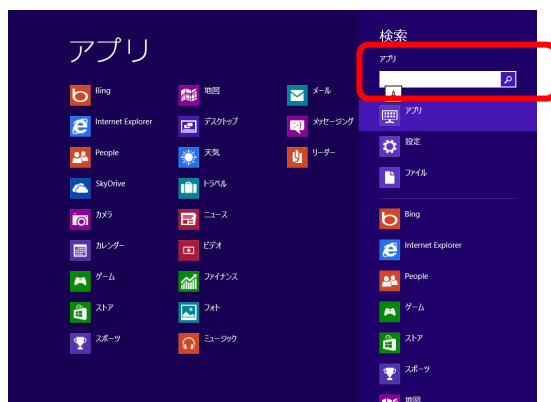 アプリ
Bing
Internet Explorer
People
SkyDrive
カメラ
カレンダー
ゲーム
ストア
スポーツ
地図
デスクトップ
天気
トラベル
ニュース
ビデオ
ファイナンス
フォト
ミュージック
メール
メッセージング
リーダー
検索
アプリ
A
アプリ
設定
ファイル
Bing
Internet Explorer
People
ゲーム
ストア
スポーツ
地図